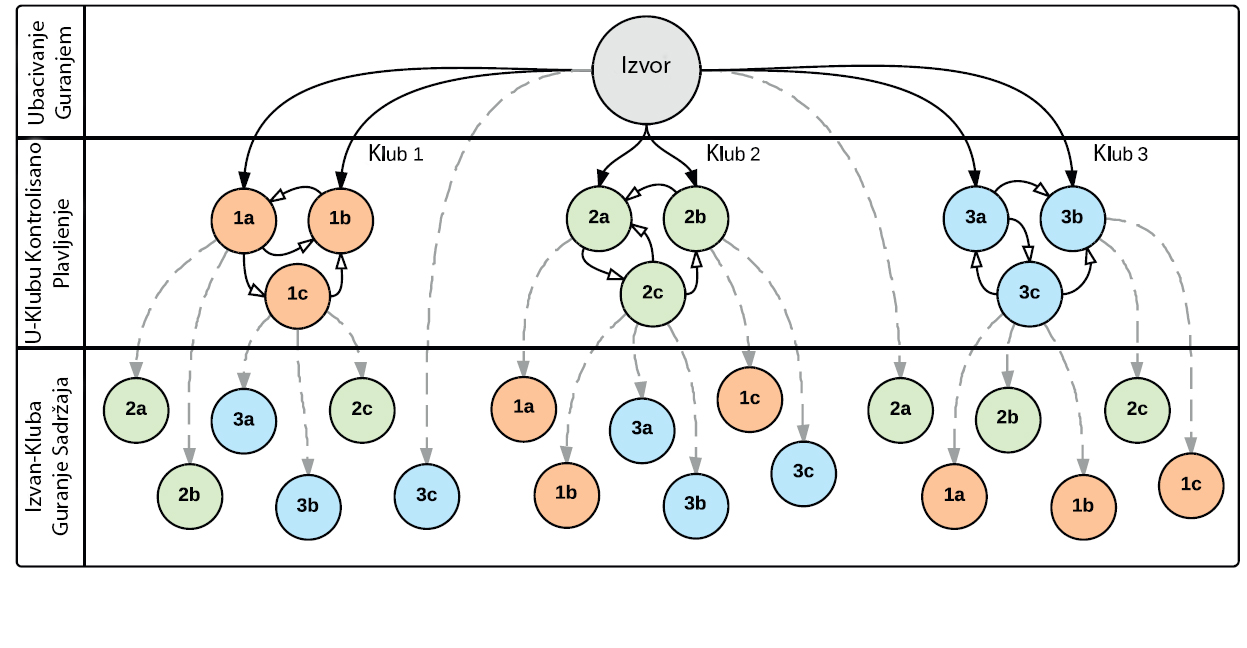 Ubacivanje
Guranjem
Izvor
U-Klubu Kontrolisano
Plavljenje
Klub 1
Klub 2
Klub 3
1a
1b
1c
2a
2b
2c
3a
3b
3c
Izvan-Kluba
Guranje Sadržaja
2a
2b
3a
3b
2c
3c
1a
1b
3a
3b
1c
3c
2a
1a
2b
1b
2c
1c